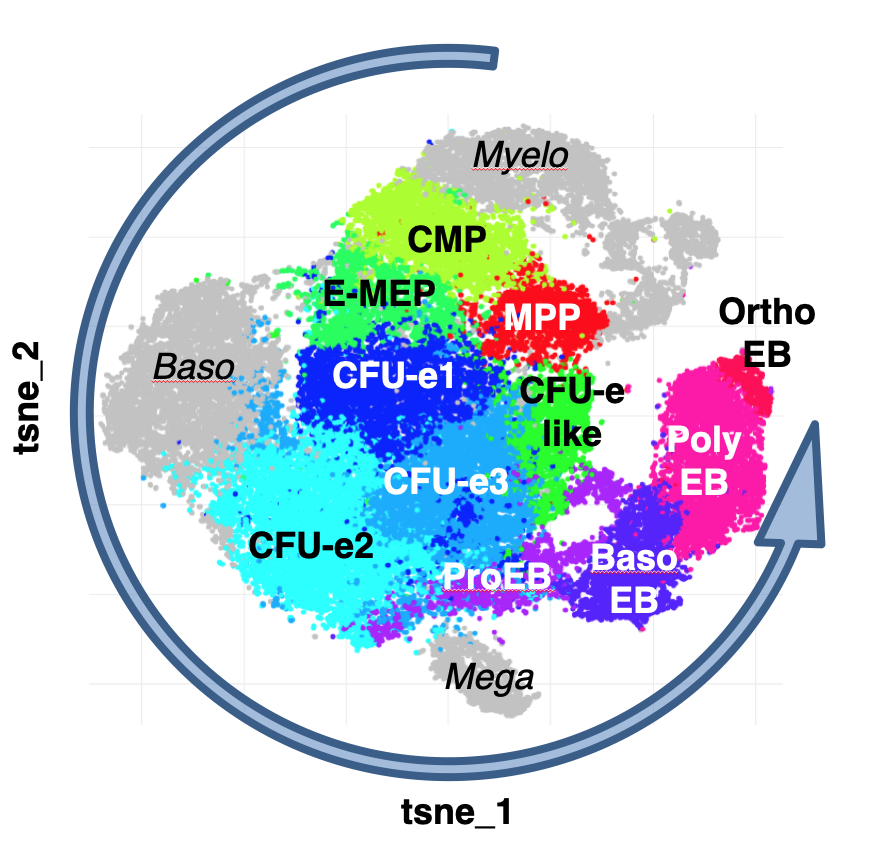 Myelo
CMP
E-MEP
MPP
Ortho
EB
Baso
CFU-e1
CFU-e
like
Poly
EB
CFU-e3
CFU-e2
ProEB
Baso
EB
Mega
tsne_2
tsne_1